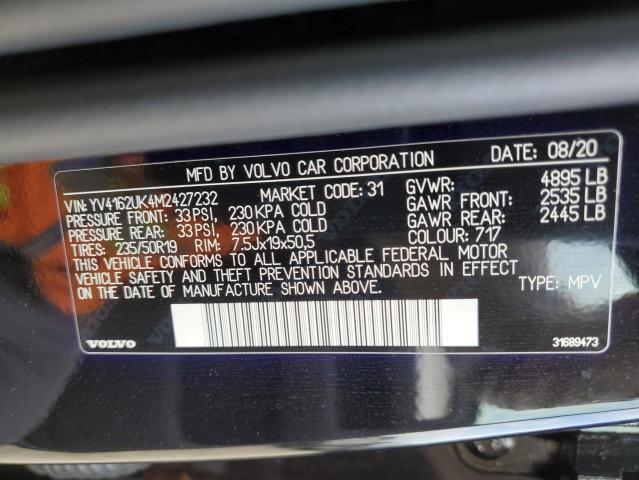 MFD BY VOLVO CAR CORPORATION DATE: 08/20
VIN: YV4162UK4M2427232 MARKET CODE: 31 GVWR: 4895 LB
PRESSURE FRONT: 33 PSI, 230 KPA COLD GAWR FRONT: 2535 LB
PRESSURE REAR: 33 PSI, 230 KPA COLD GAWR REAR: 2445 LB
TIRES: 235/50R19 RIM: 7,5Jx19x50,5 COLOUR: 717
THIS VEHICLE CONFORMS TO ALL APPLICABLE FEDERAL MOTOR
VEHICLE SAFETY AND THEFT PREVENTION STANDARDS IN EFFECT
ON THE DATE OF MANUFACTURE SHOWN ABOVE. TYPE: MPV
VOLVO 31689473